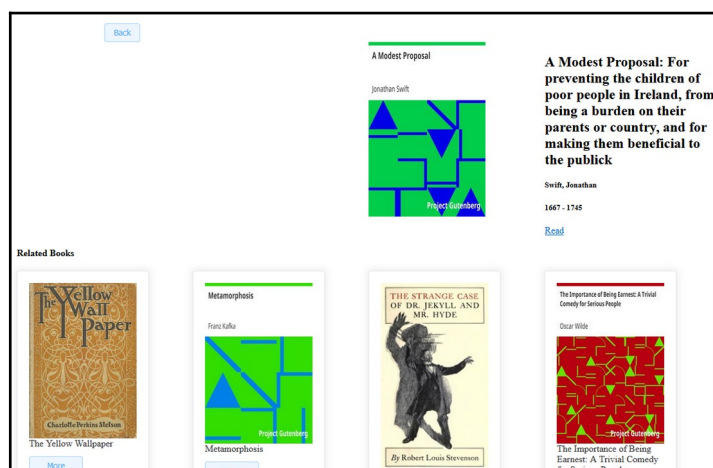 Back
A Modest Proposal
Jonathan Swift
Project Gutenberg
A Modest Proposal: For
preventing the children of
poor people in Ireland, from
being a burden on their
parents or country, and for
making them beneficial to
the publick
Swift, Jonathan
1667 - 1745
Read
Related Books
The Yellow
Wall
Paper
Charlotte Perkins Stetson
The Yellow Wallpaper
More
Metamorphosis
Franz Kafka
Project Gutenberg
Metamorphosis
THE STRANGE CASE
OF DR. JEKYLL AND
MR. HYDE
By Robert Louis Stevenson
The Importance of Being Earnest: A Trivial
Comedy for Serious People
Oscar Wilde
Project Gutenberg
The Importance of Being
Earnest: A Trivial Comedy